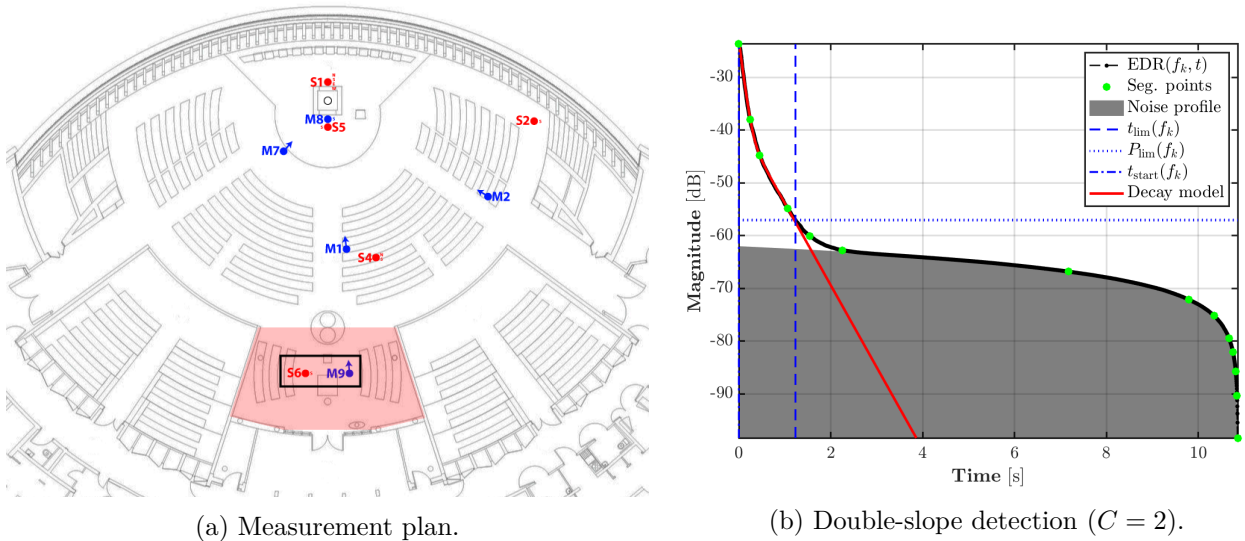 S1
M8
S5
S2
M7
M2
M1
S4
S6
M9
(a) Measurement plan.
Magnitude [dB]
-30
-40
-50
-60
-70
-80
-90
0
2
4
6
8
10
Time [s]
EDR(f_k, t)
Seg. points
Noise profile
t_lim(f_k)
P_lim(f_k)
t_start(f_k)
Decay model
(b) Double-slope detection (C = 2).